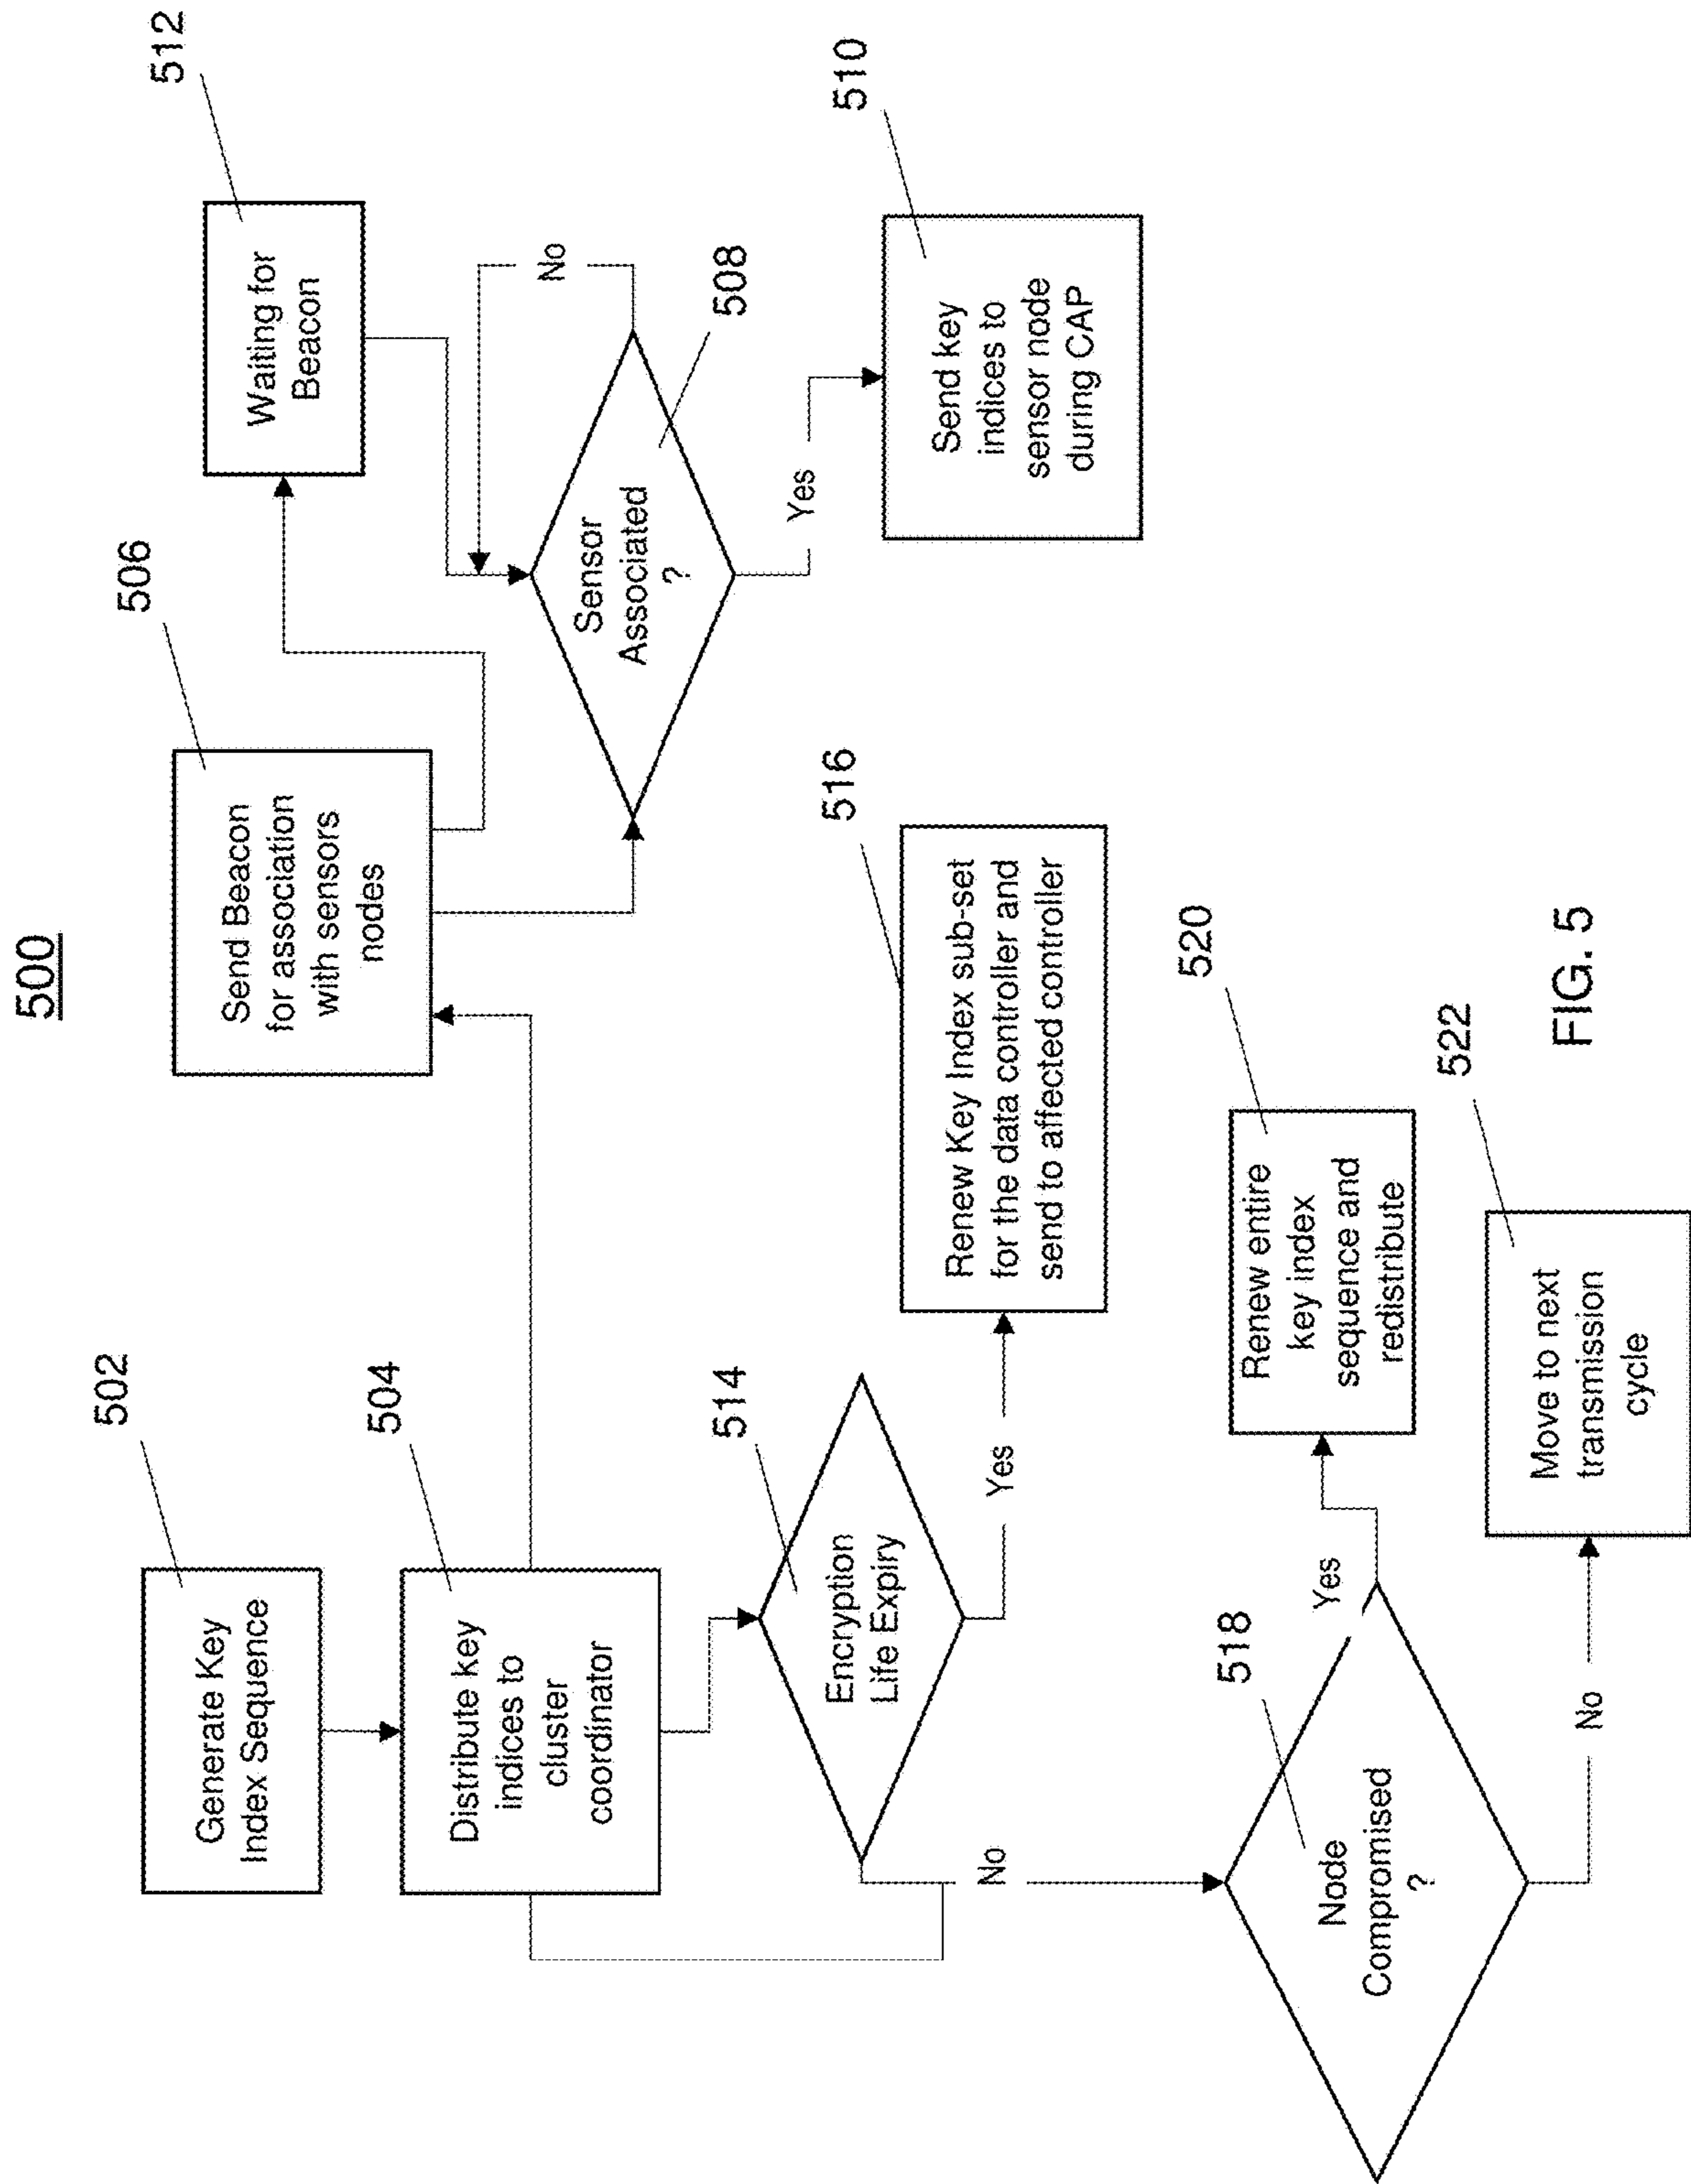 500
502
Generate Key
Index Sequence
504
Distribute key
indices to
cluster
coordinator
506
Send Beacon
for association
with sensors
nodes
512
Waiting for
Beacon
508
Sensor
Associated
?
No
Yes
510
Send key
indices to
sensor node
during CAP
514
Encryption
Life Expiry
Yes
No
516
Renew Key Index sub-set
for the data controller and
send to affected controller
518
Node
Compromised
?
Yes
No
520
Renew entire
key index
sequence and
redistribute
522
Move to next
transmission
cycle
FIG. 5